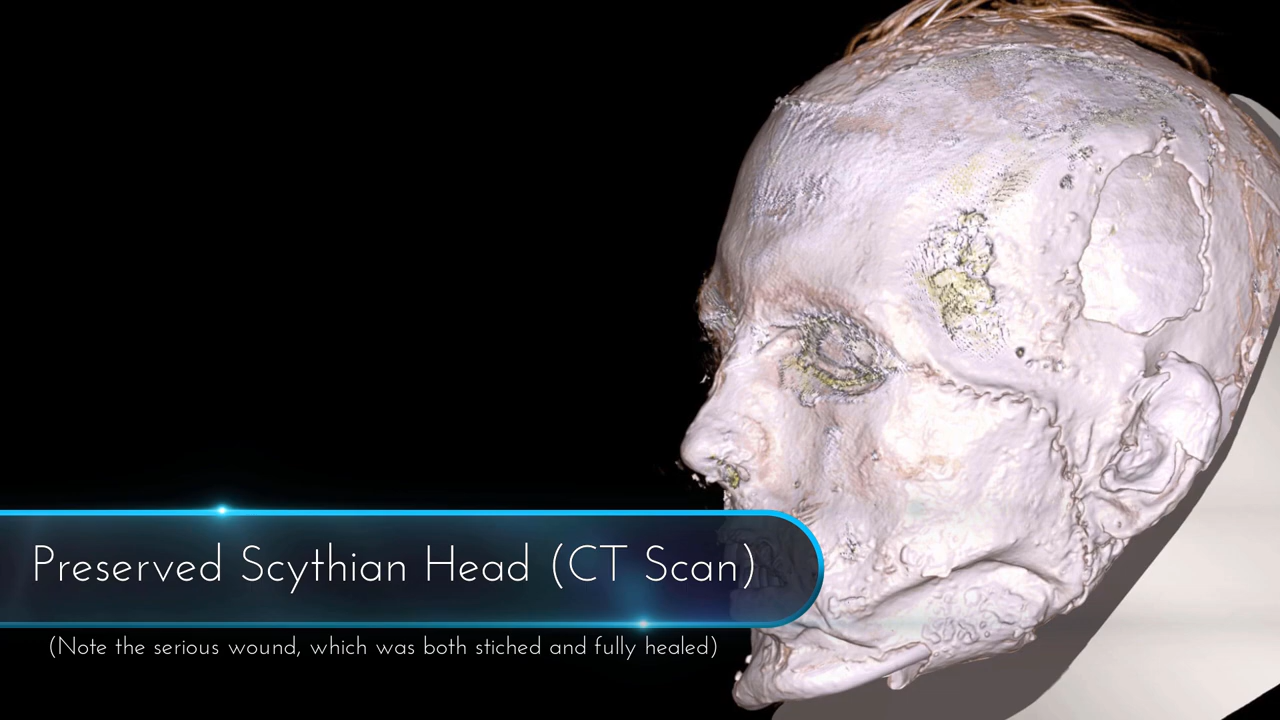 Preserved Scythian Head (CT Scan)
(Note the serious wound, which was both stiched and fully healed)